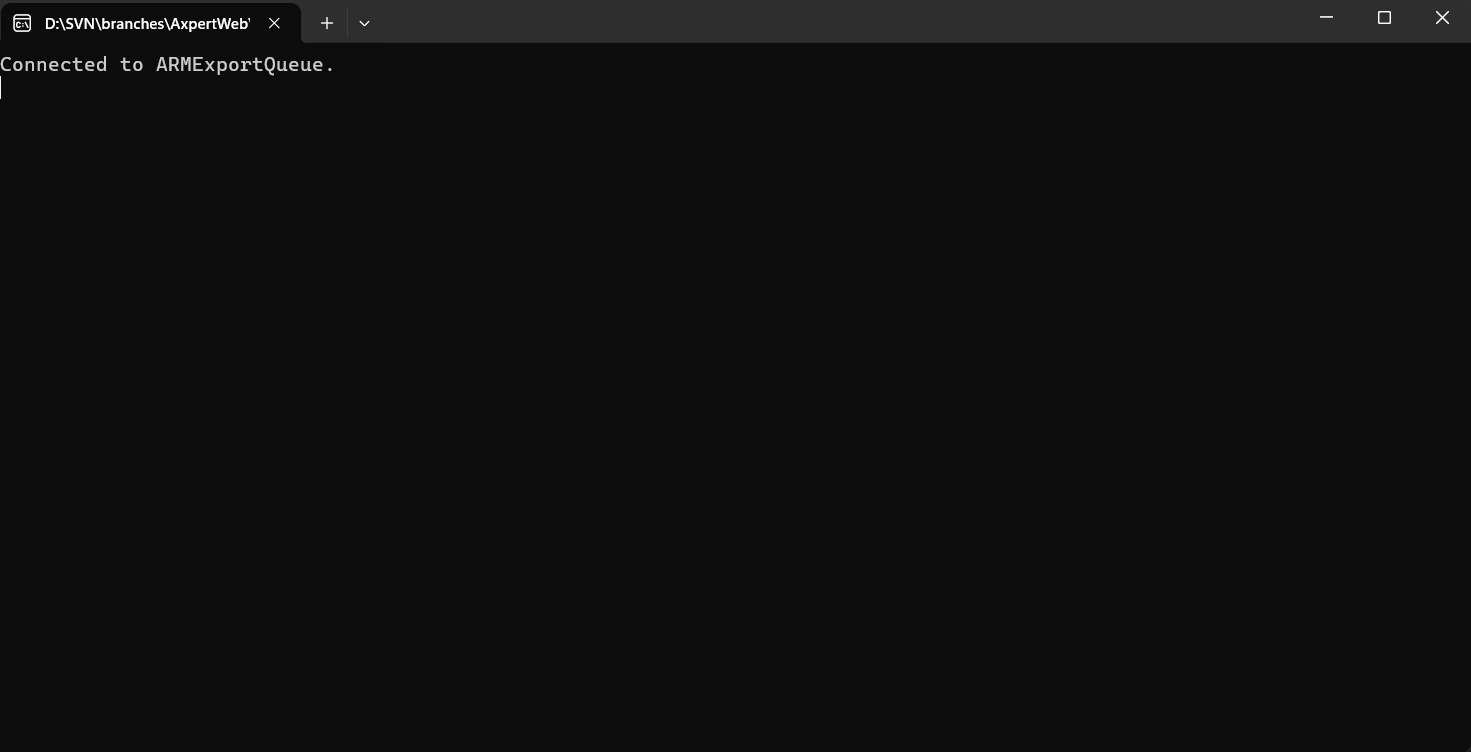 D:\SVN\branches\AxpertWeb'
Connected to ARMExportQueue.